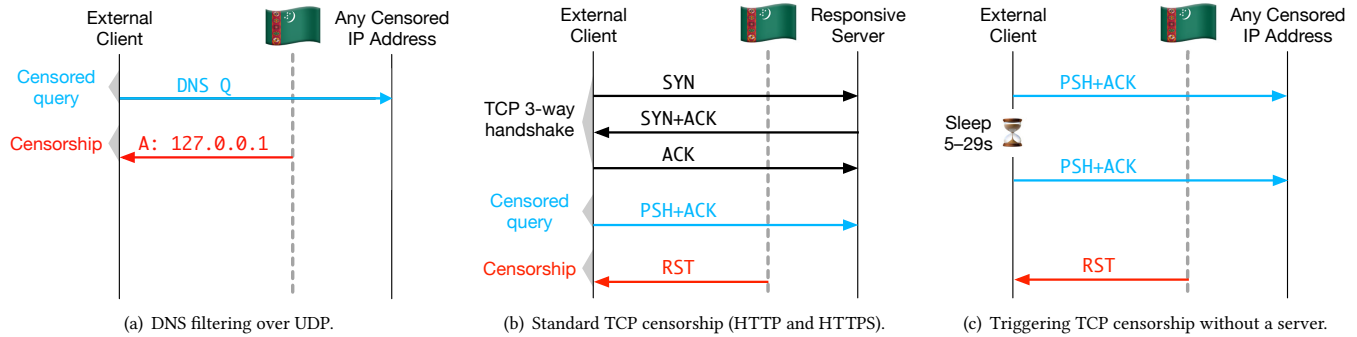 External
Client
Any Censored
IP Address
Censored
query
DNS Q
Censorship
A: 127.0.0.1
(a) DNS filtering over UDP.
External
Client
Responsive
Server
SYN
TCP 3-way
handshake
SYN+ACK
ACK
Censored
query
PSH+ACK
Censorship
RST
(b) Standard TCP censorship (HTTP and HTTPS).
External
Client
Any Censored
IP Address
PSH+ACK
Sleep
5–29s
PSH+ACK
RST
(c) Triggering TCP censorship without a server.